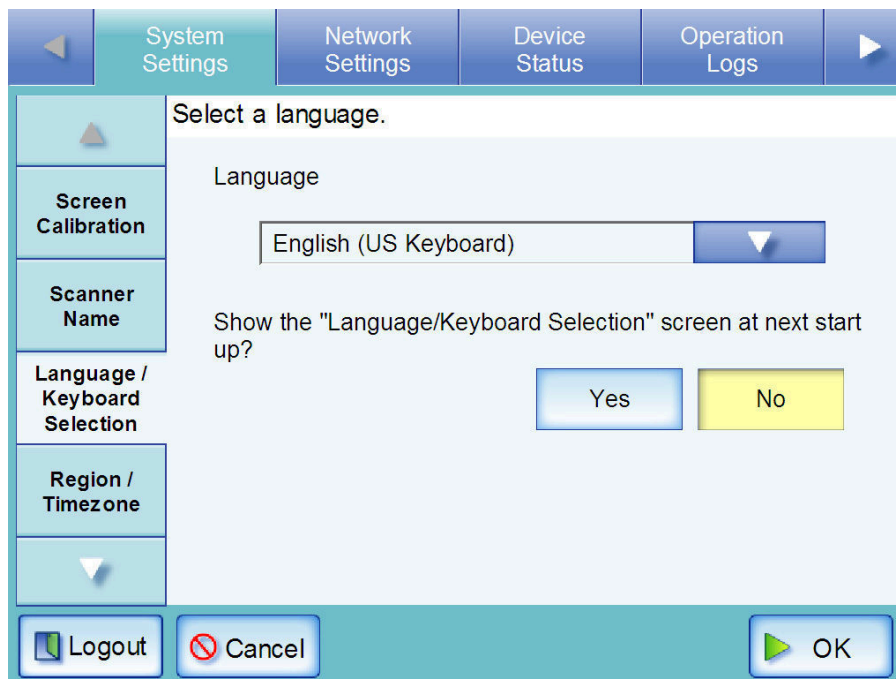 System
Settings
Network
Settings
Device
Status
Operation
Logs
Select a language.
Screen
Calibration
Scanner
Name
Language /
Keyboard
Selection
Region /
Timezone
Language
English (US Keyboard)
Show the "Language/Keyboard Selection" screen at next start
up?
Yes
No
Logout
Cancel
OK